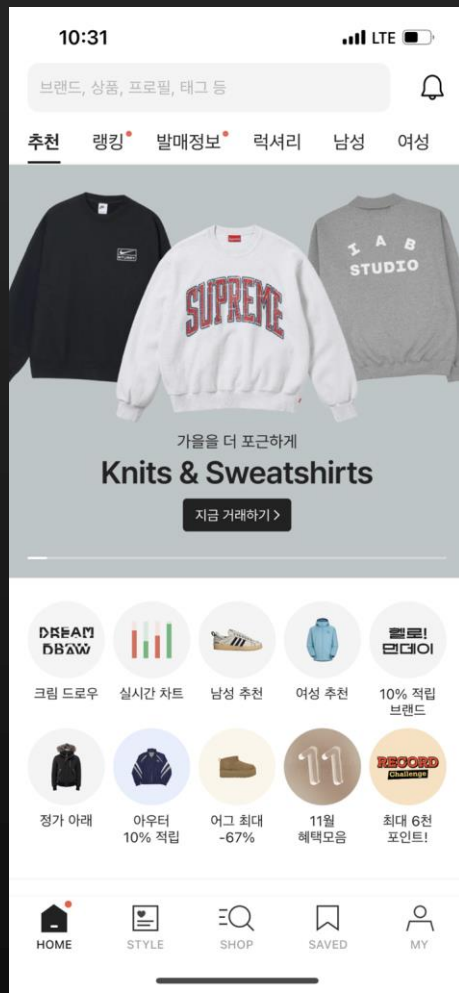 10:31
LTE
브랜드, 상품, 프로필, 태그 등
추천 랭킹 발매정보 럭셔리 남성 여성
STUSSY
SUPREME
I A B
STUDIO
가을을 더 포근하게
Knits & Sweatshirts
지금 거래하기 >
DREAM
DRAW
헬로!
먼데이
크림 드로우 실시간 차트 남성 추천 여성 추천 10% 적립
브랜드
11
RECORD
Challenge
정가 아래 아우터
10% 적립 어그 최대
-67% 11월
혜택모음 최대 6천
포인트!
HOME STYLE SHOP SAVED MY